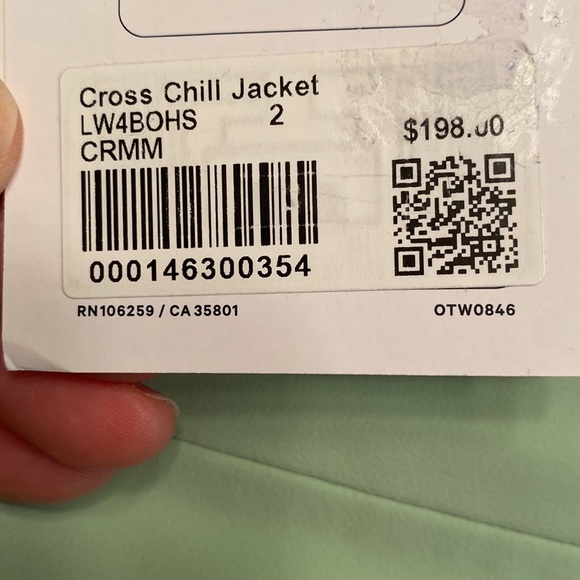 Cross Chill Jacket
LW4BOHS 2
$198.00
CRMM
000146300354
RN106259 / CA 35801 OTW0846